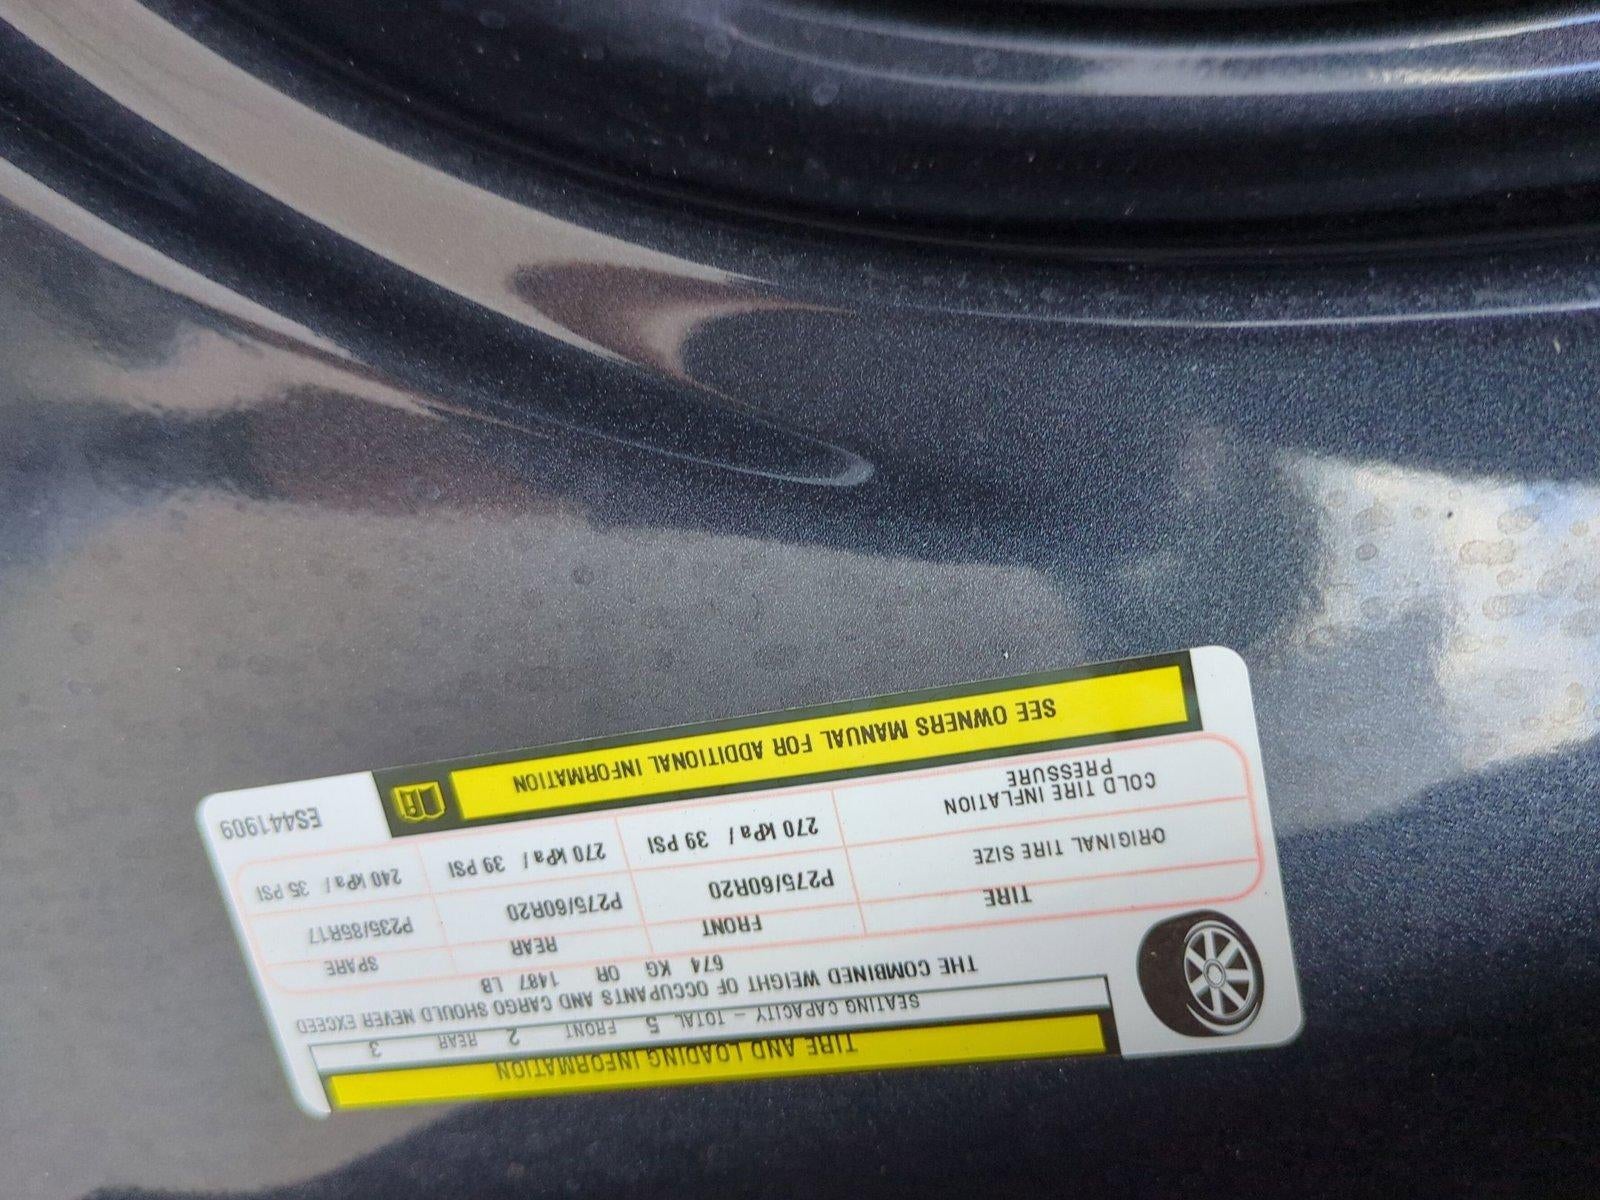 TIRE AND LOADING INFORMATION
SEATING CAPACITY – TOTAL 5 FRONT 2 REAR 3
THE COMBINED WEIGHT OF OCCUPANTS AND CARGO SHOULD NEVER EXCEED
674 KG OR 1487 LB
TIRE FRONT REAR SPARE
ORIGINAL TIRE SIZE P275/60R20 P275/60R20 P235/85R17
COLD TIRE INFLATION
PRESSURE 270 kPa / 39 PSI 270 kPa / 39 PSI 240 kPa / 35 PSI
SEE OWNERS MANUAL FOR ADDITIONAL INFORMATION
ES441909